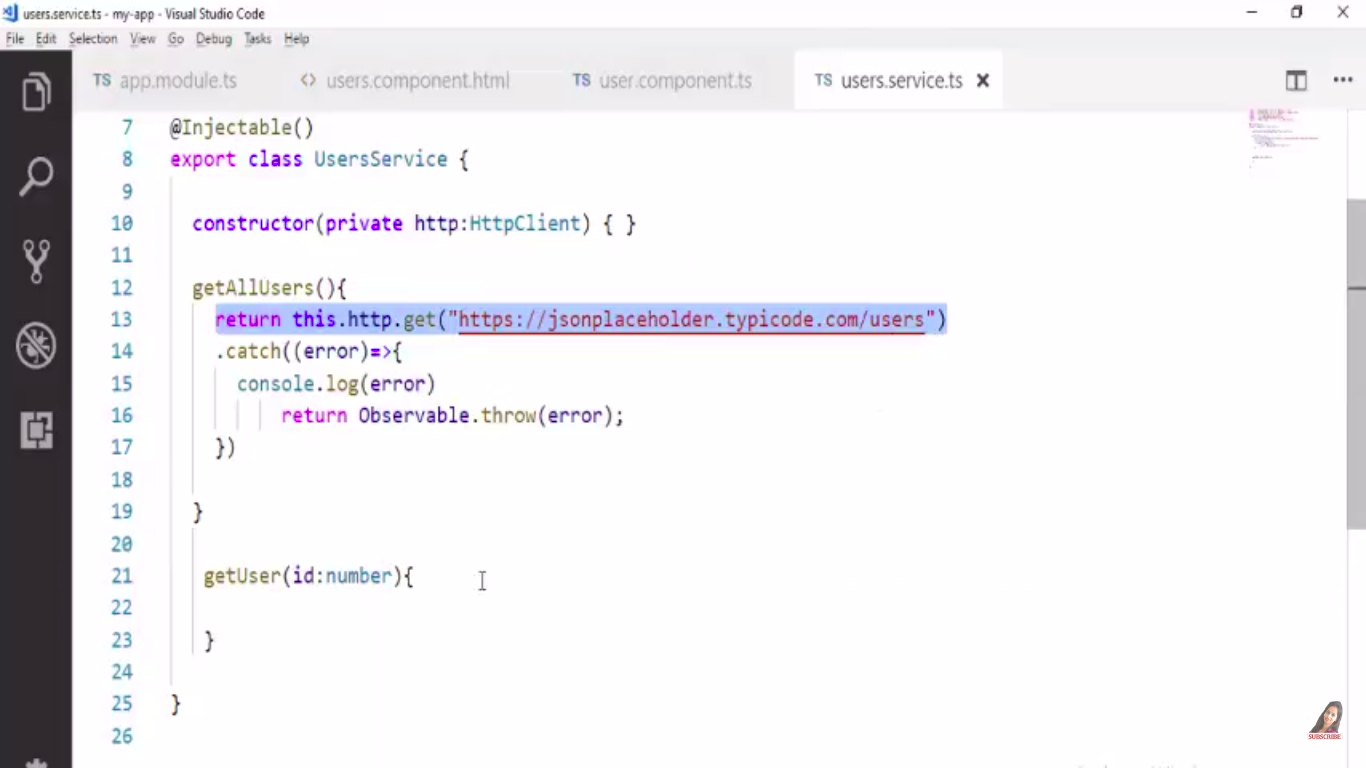 users.service.ts - my-app - Visual Studio Code
File Edit Selection View Go Debug Tasks Help
TS app.module.ts <> users.component.html TS user.component.ts TS users.service.ts
7 @Injectable()
8 export class UsersService {
9
10 constructor(private http:HttpClient) { }
11
12 getAllUsers(){
13 return this.http.get("https://jsonplaceholder.typicode.com/users")
14 .catch((error)=>{
15 console.log(error)
16 return Observable.throw(error);
17 })
18
19 }
20
21 getUser(id:number){
22
23 }
24
25 }
26
SUBSCRIBE